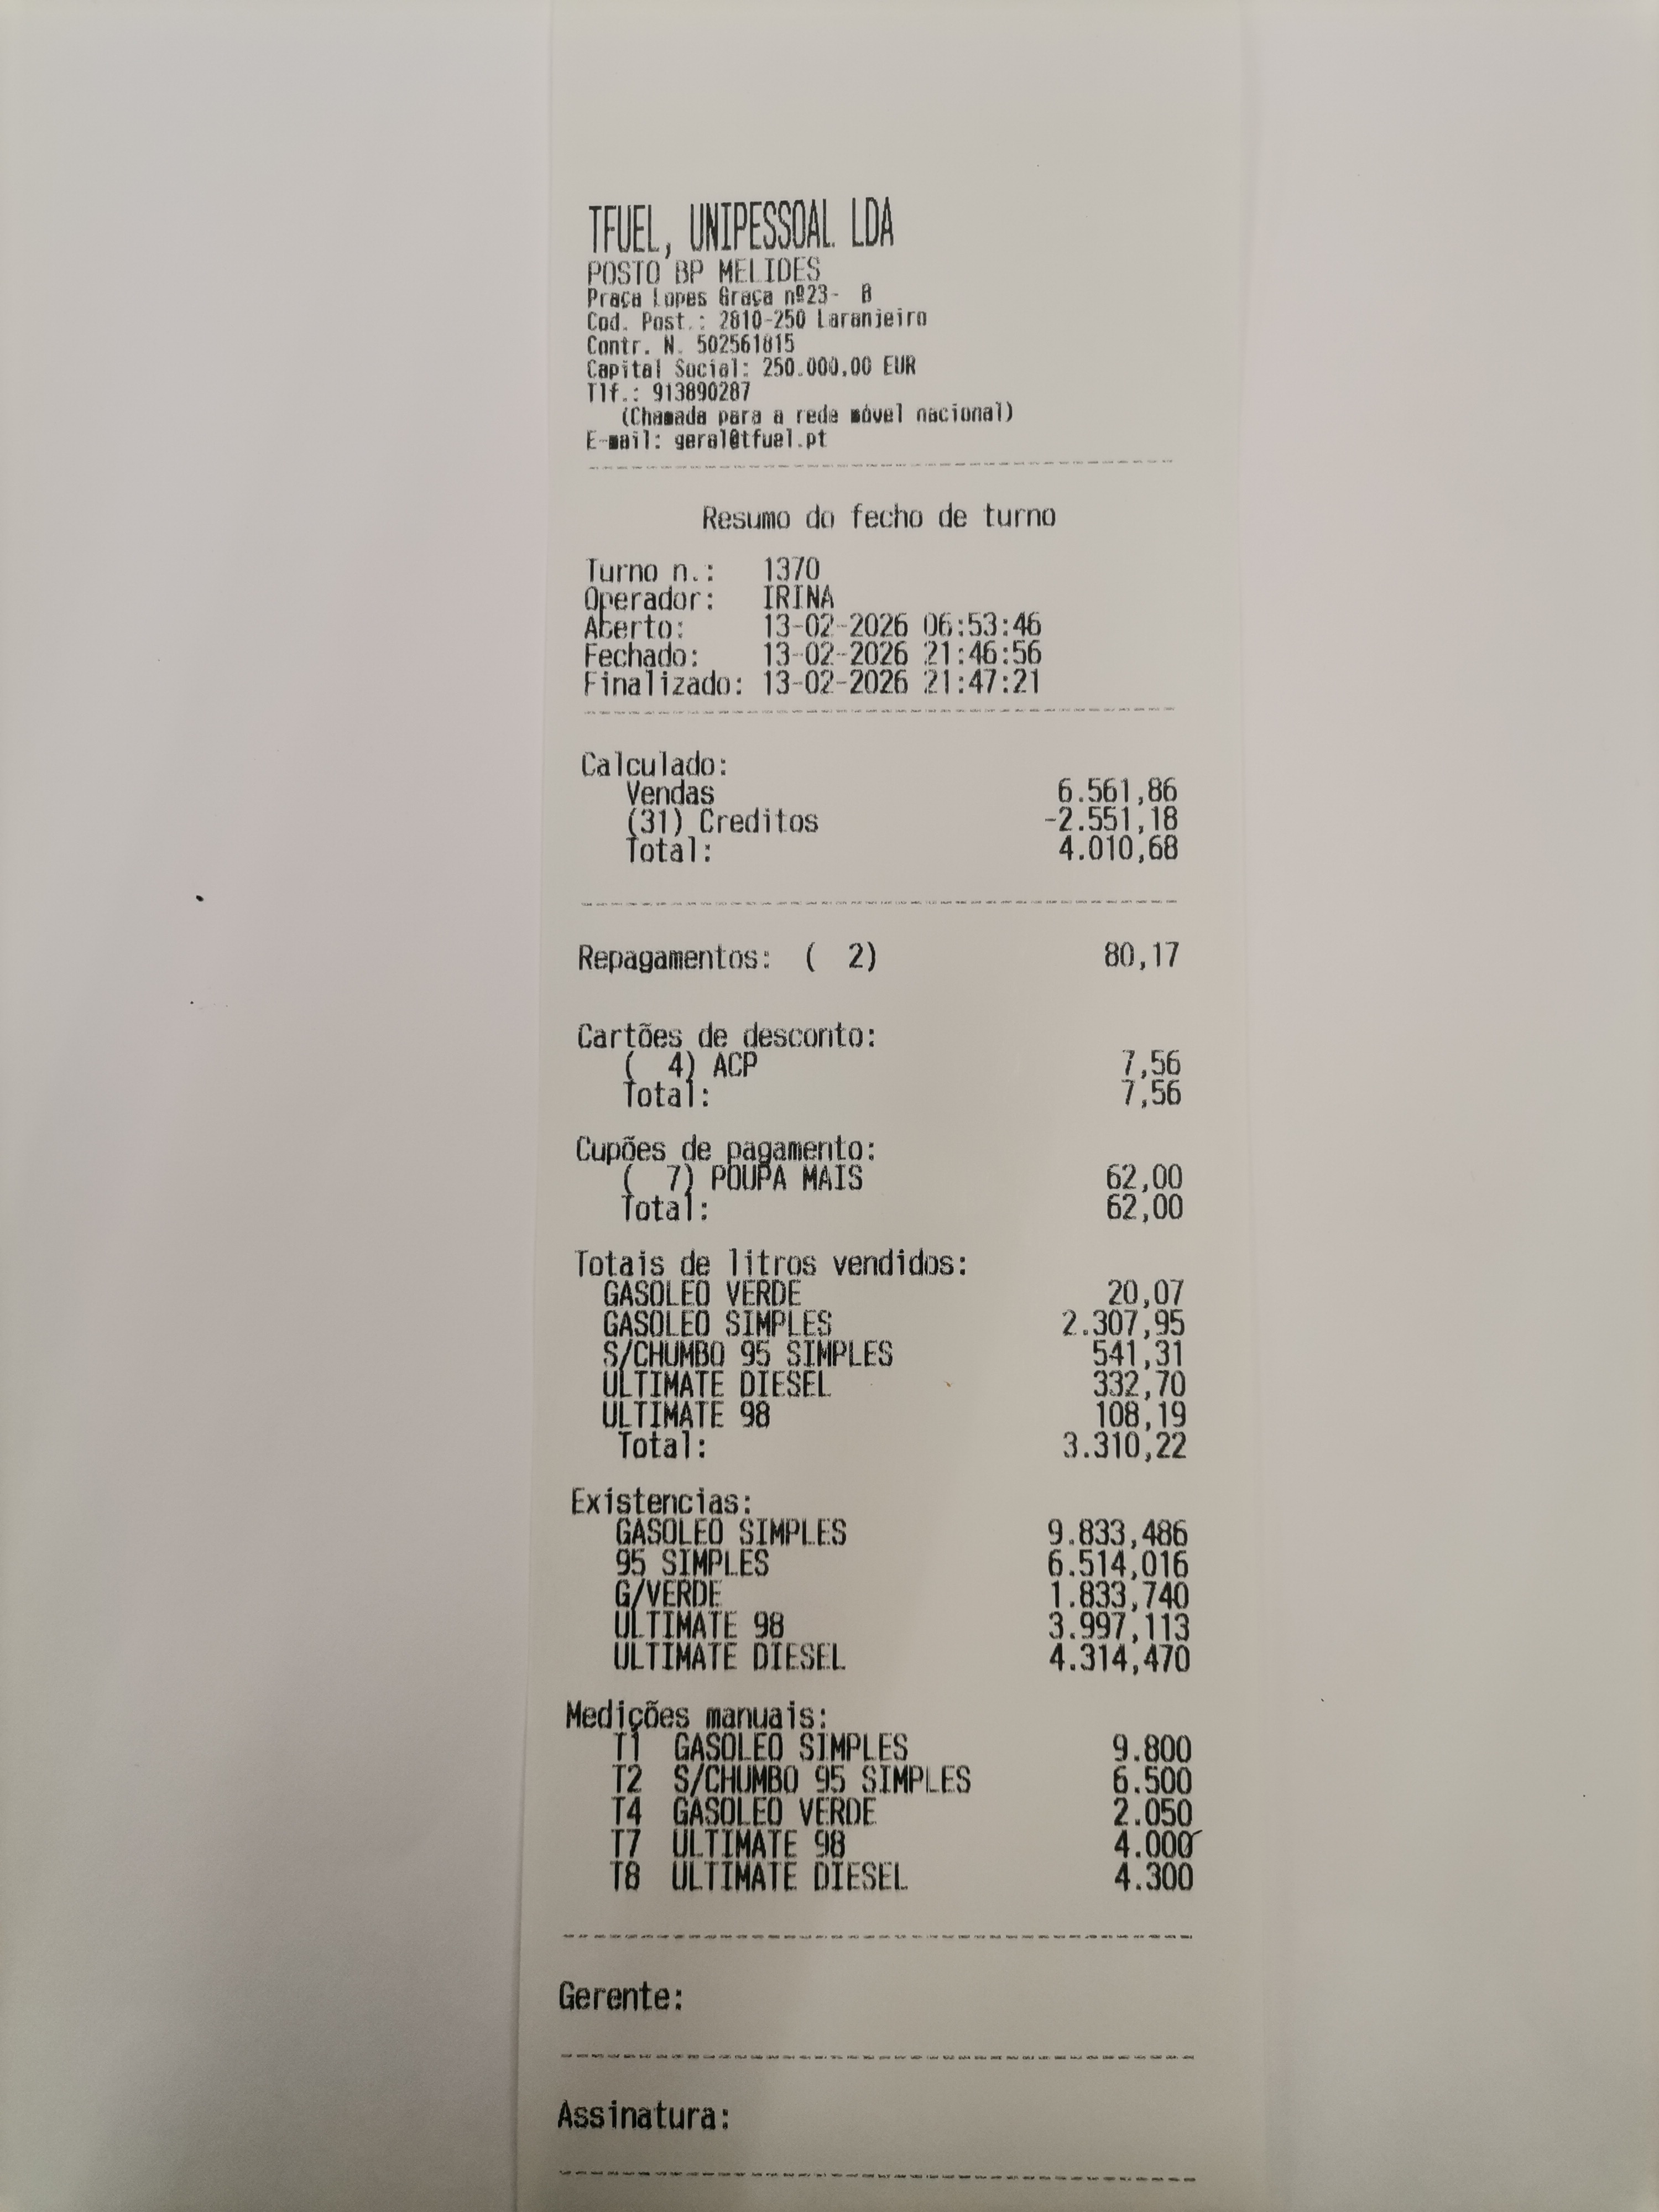 TFUEL, UNIPESSOAL LDA
POSTO BP MELIDES
Praça Lopes Graça nº23- B
Cod. Post.: 2810-250 Laranjeiro
Contr. N. 502561815
Capital Social: 250.000,00 EUR
Tlf.: 913890287
(Chamada para a rede móvel nacional)
E-mail: geral@tfuel.pt
Resumo do fecho de turno
Turno n.: 1370
Operador: IRINA
Aberto: 13-02-2026 06:53:46
Fechado: 13-02-2026 21:46:56
Finalizado: 13-02-2026 21:47:21
Calculado:
Vendas 6.561,86
(31) Creditos -2.551,18
Total: 4.010,68
Repagamentos: ( 2) 80,17
Cartões de desconto:
( 4) ACP 7,56
Total: 7,56
Cupões de pagamento:
( 7) POUPA MAIS 62,00
Total: 62,00
Totais de litros vendidos:
GASOLEO VERDE 20,07
GASOLEO SIMPLES 2.307,95
S/CHUMBO 95 SIMPLES 541,31
ULTIMATE DIESEL 332,70
ULTIMATE 98 108,19
Total: 3.310,22
Existencias:
GASOLEO SIMPLES 9.833,486
95 SIMPLES 6.514,016
G/VERDE 1.833,740
ULTIMATE 98 3.997,113
ULTIMATE DIESEL 4.314,470
Medições manuais:
T1 GASOLEO SIMPLES 9.800
T2 S/CHUMBO 95 SIMPLES 6.500
T4 GASOLEO VERDE 2.050
T7 ULTIMATE 98 4.000
T8 ULTIMATE DIESEL 4.300
Gerente:
Assinatura: